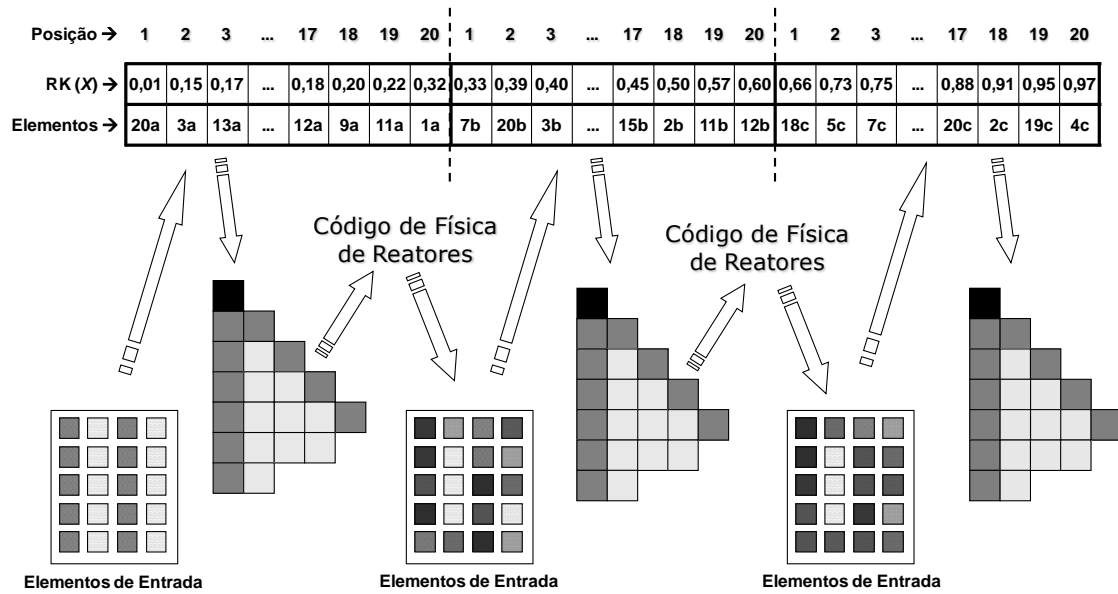 Posição → 1 2 3 ... 17 18 19 20 1 2 3 ... 17 18 19 20 1 2 3 ... 17 18 19 20
RK (X) → 0,01 0,15 0,17 ... 0,18 0,20 0,22 0,32 0,33 0,39 0,40 ... 0,45 0,50 0,57 0,60 0,66 0,73 0,75 ... 0,88 0,91 0,95 0,97
Elementos → 20a 3a 13a ... 12a 9a 11a 1a 7b 20b 3b ... 15b 2b 11b 12b 18c 5c 7c ... 20c 2c 19c 4c
Código de Física
de Reatores
Código de Física
de Reatores
Elementos de Entrada
Elementos de Entrada
Elementos de Entrada